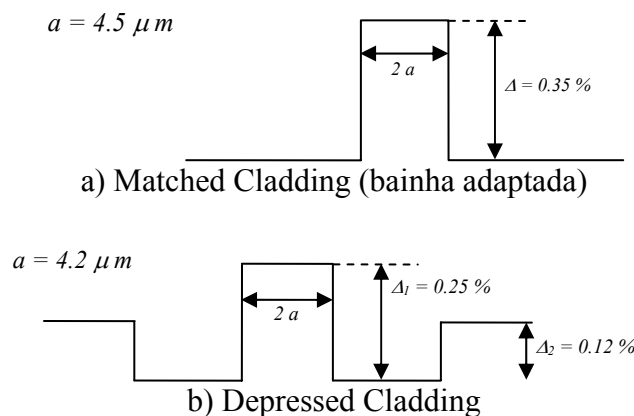 a = 4.5 μ m
2 a
Δ = 0.35 %
a) Matched Cladding (bainha adaptada)
a = 4.2 μ m
Δ₁ = 0.25 %
2 a
Δ₂ = 0.12 %
b) Depressed Cladding